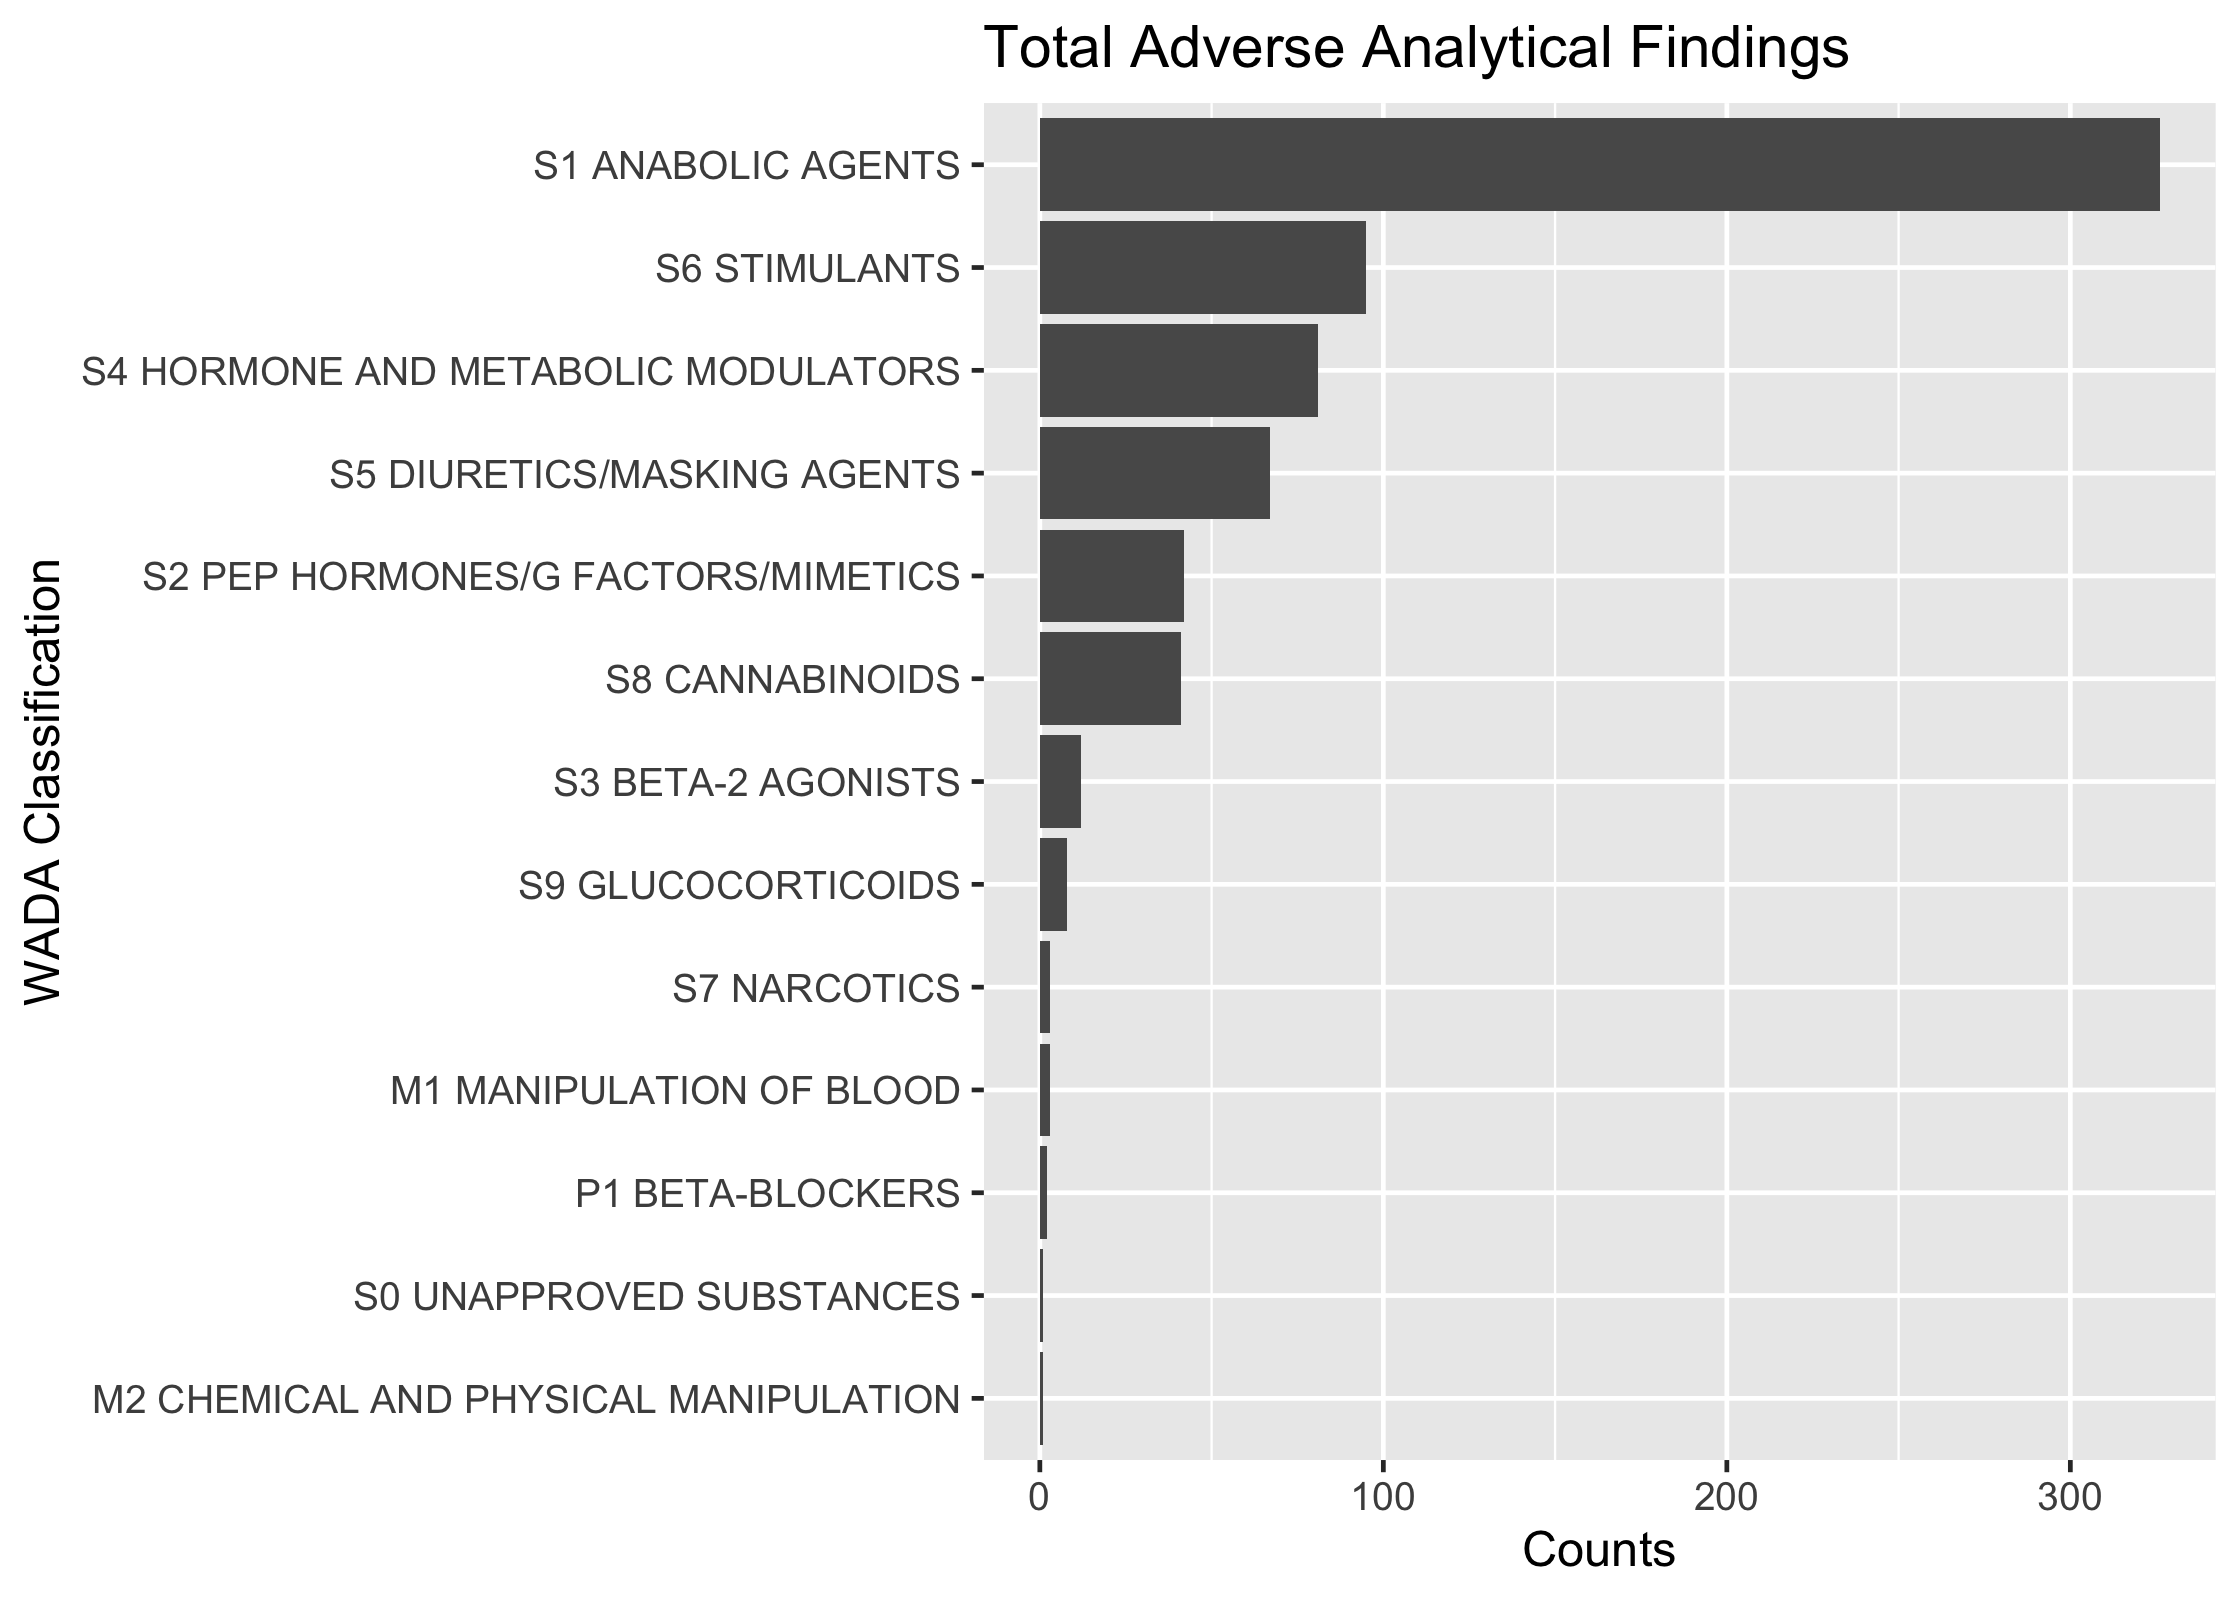 Total Adverse Analytical Findings
WADA Classification
S1 ANABOLIC AGENTS
S6 STIMULANTS
S4 HORMONE AND METABOLIC MODULATORS
S5 DIURETICS/MASKING AGENTS
S2 PEP HORMONES/G FACTORS/MIMETICS
S8 CANNABINOIDS
S3 BETA-2 AGONISTS
S9 GLUCOCORTICOIDS
S7 NARCOTICS
M1 MANIPULATION OF BLOOD
P1 BETA-BLOCKERS
S0 UNAPPROVED SUBSTANCES
M2 CHEMICAL AND PHYSICAL MANIPULATION
0 100 200 300
Counts